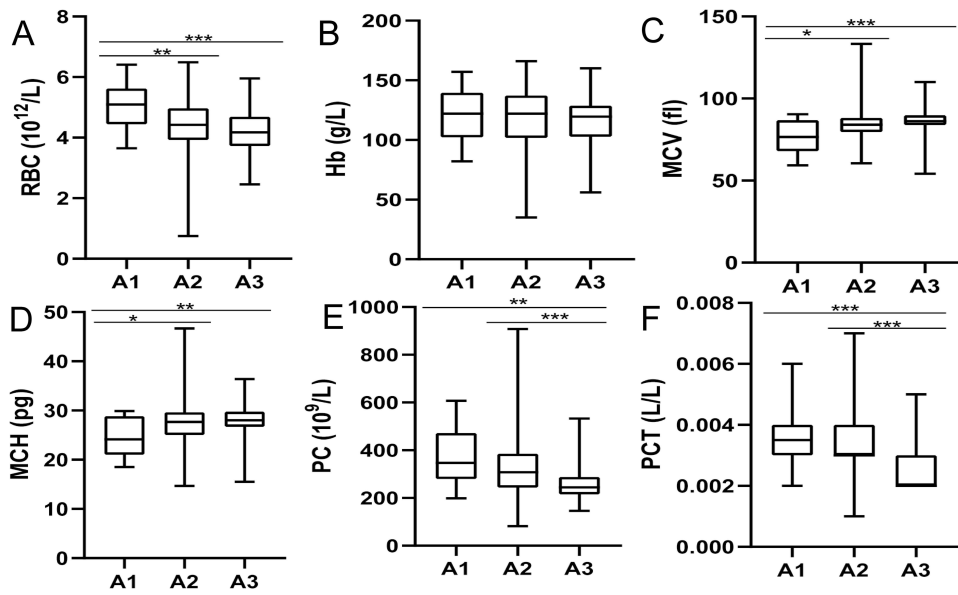 A
RBC (10¹²/L)
8
6
4
2
0
***
**
A1 A2 A3
B
Hb (g/L)
200
150
100
50
0
A1 A2 A3
C
MCV (fl)
150
100
50
0
***
*
A1 A2 A3
D
MCH (pg)
50
40
30
20
10
0
**
*
A1 A2 A3
E
PC (10⁹/L)
1000
800
600
400
200
0
**
***
A1 A2 A3
F
PCT (L/L)
0.008
0.006
0.004
0.002
0.000
***
***
A1 A2 A3